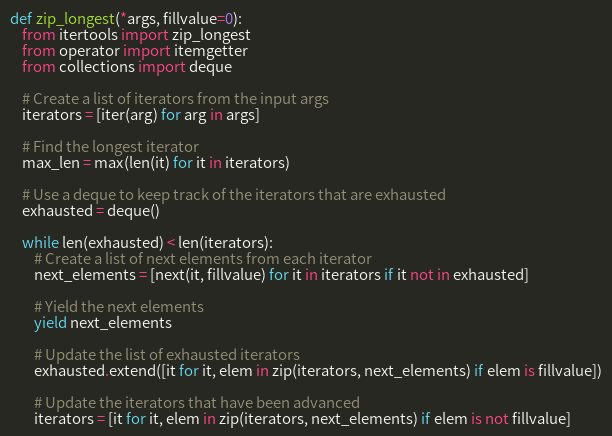 def zip_longest(*args, fillvalue=0):
from itertools import zip_longest
from operator import itemgetter
from collections import deque
# Create a list of iterators from the input args
iterators = [iter(arg) for arg in args]
# Find the longest iterator
max_len = max(len(it) for it in iterators)
# Use a deque to keep track of the iterators that are exhausted
exhausted = deque()
while len(exhausted) < len(iterators):
# Create a list of next elements from each iterator
next_elements = [next(it, fillvalue) for it in iterators if it not in exhausted]
# Yield the next elements
yield next_elements
# Update the list of exhausted iterators
exhausted.extend([it for it, elem in zip(iterators, next_elements) if elem is fillvalue])
# Update the iterators that have been advanced
iterators = [it for it, elem in zip(iterators, next_elements) if elem is not fillvalue]